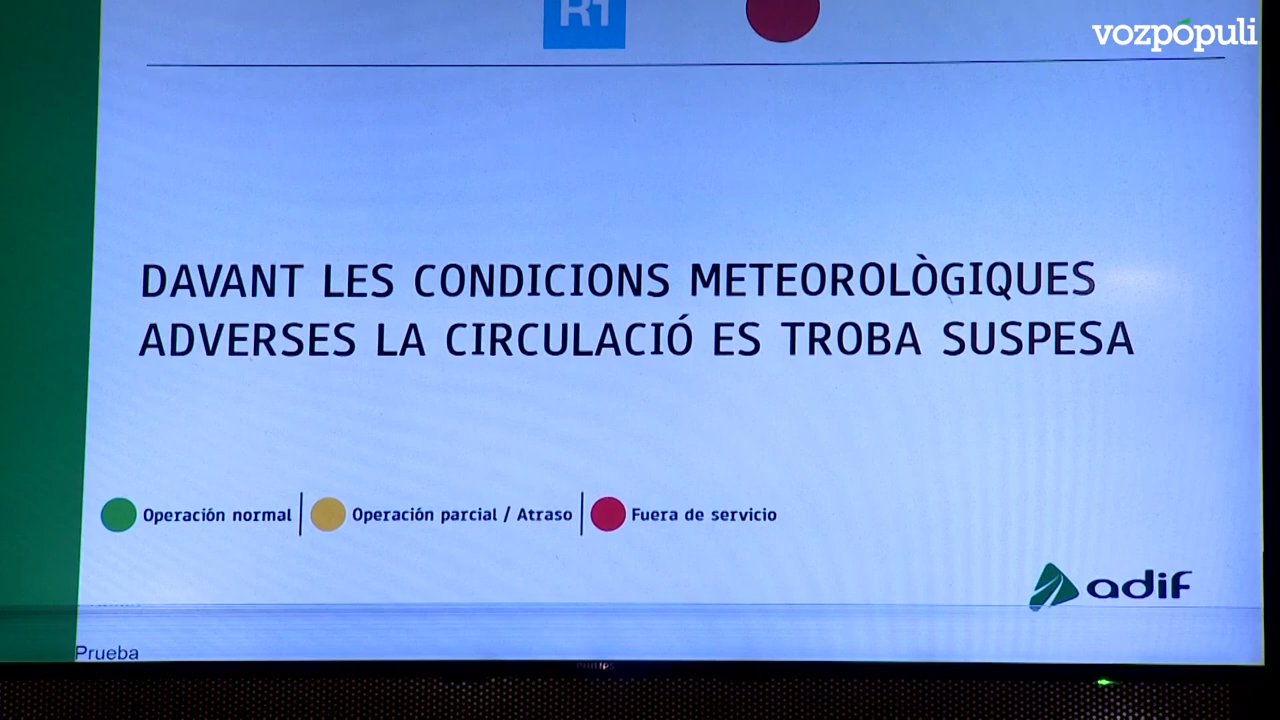 R1
vozpópuli
DAVANT LES CONDICIONS METEOROLÒGIQUES
ADVERSES LA CIRCULACIÓ ES TROBA SUSPESA
Operación normal
Operación parcial / Atraso
Fuera de servicio
adif
Prueba
PHILIPS